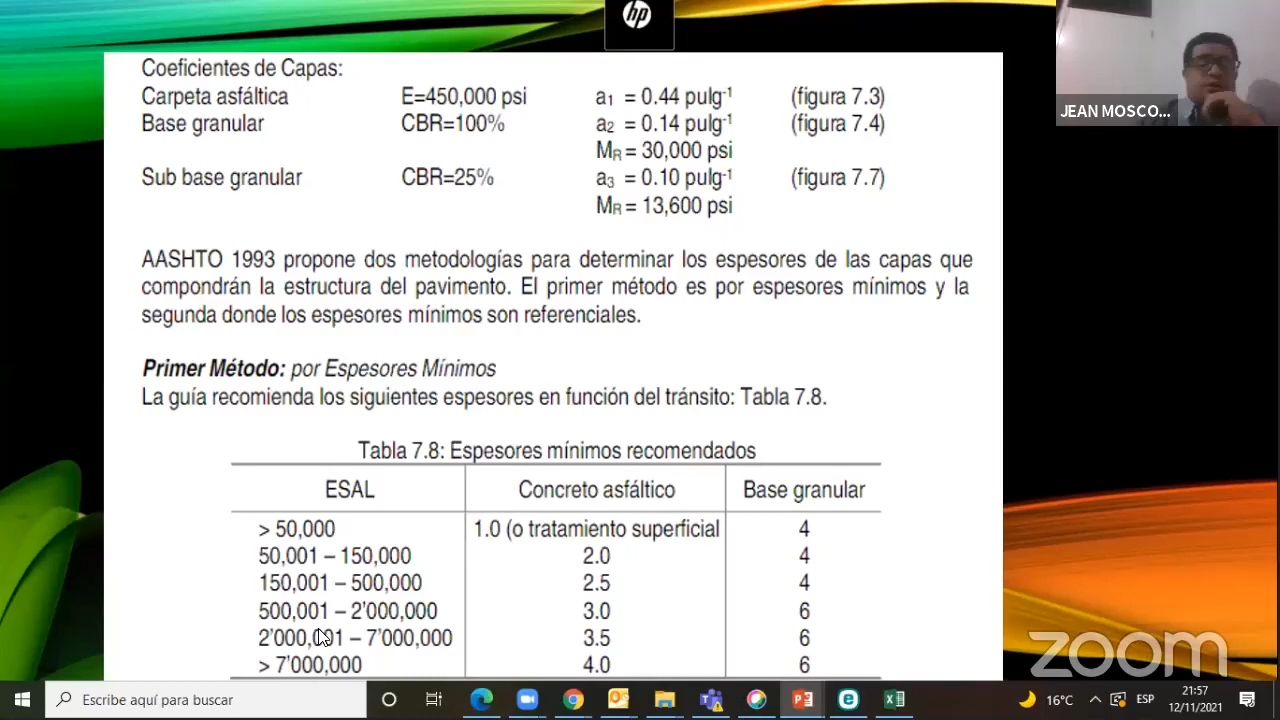 hp
Coeficientes de Capas:
Carpeta asfáltica E=450,000 psi a1 = 0.44 pulg-1 (figura 7.3)
Base granular CBR=100% a2 = 0.14 pulg-1 (figura 7.4)
MR = 30,000 psi
Sub base granular CBR=25% a3 = 0.10 pulg-1 (figura 7.7)
MR = 13,600 psi
AASHTO 1993 propone dos metodologías para determinar los espesores de las capas que
compondrán la estructura del pavimento. El primer método es por espesores mínimos y la
segunda donde los espesores mínimos son referenciales.
Primer Método: por Espesores Mínimos
La guía recomienda los siguientes espesores en función del tránsito: Tabla 7.8.
Tabla 7.8: Espesores mínimos recomendados
ESAL Concreto asfáltico Base granular
> 50,000 1.0 (o tratamiento superficial 4
50,001 – 150,000 2.0 4
150,001 – 500,000 2.5 4
500,001 – 2'000,000 3.0 6
2'000,001 – 7'000,000 3.5 6
> 7'000,000 4.0 6
JEAN MOSCO...
zoom
Escribe aquí para buscar
16°C
ESP
21:57
12/11/2021